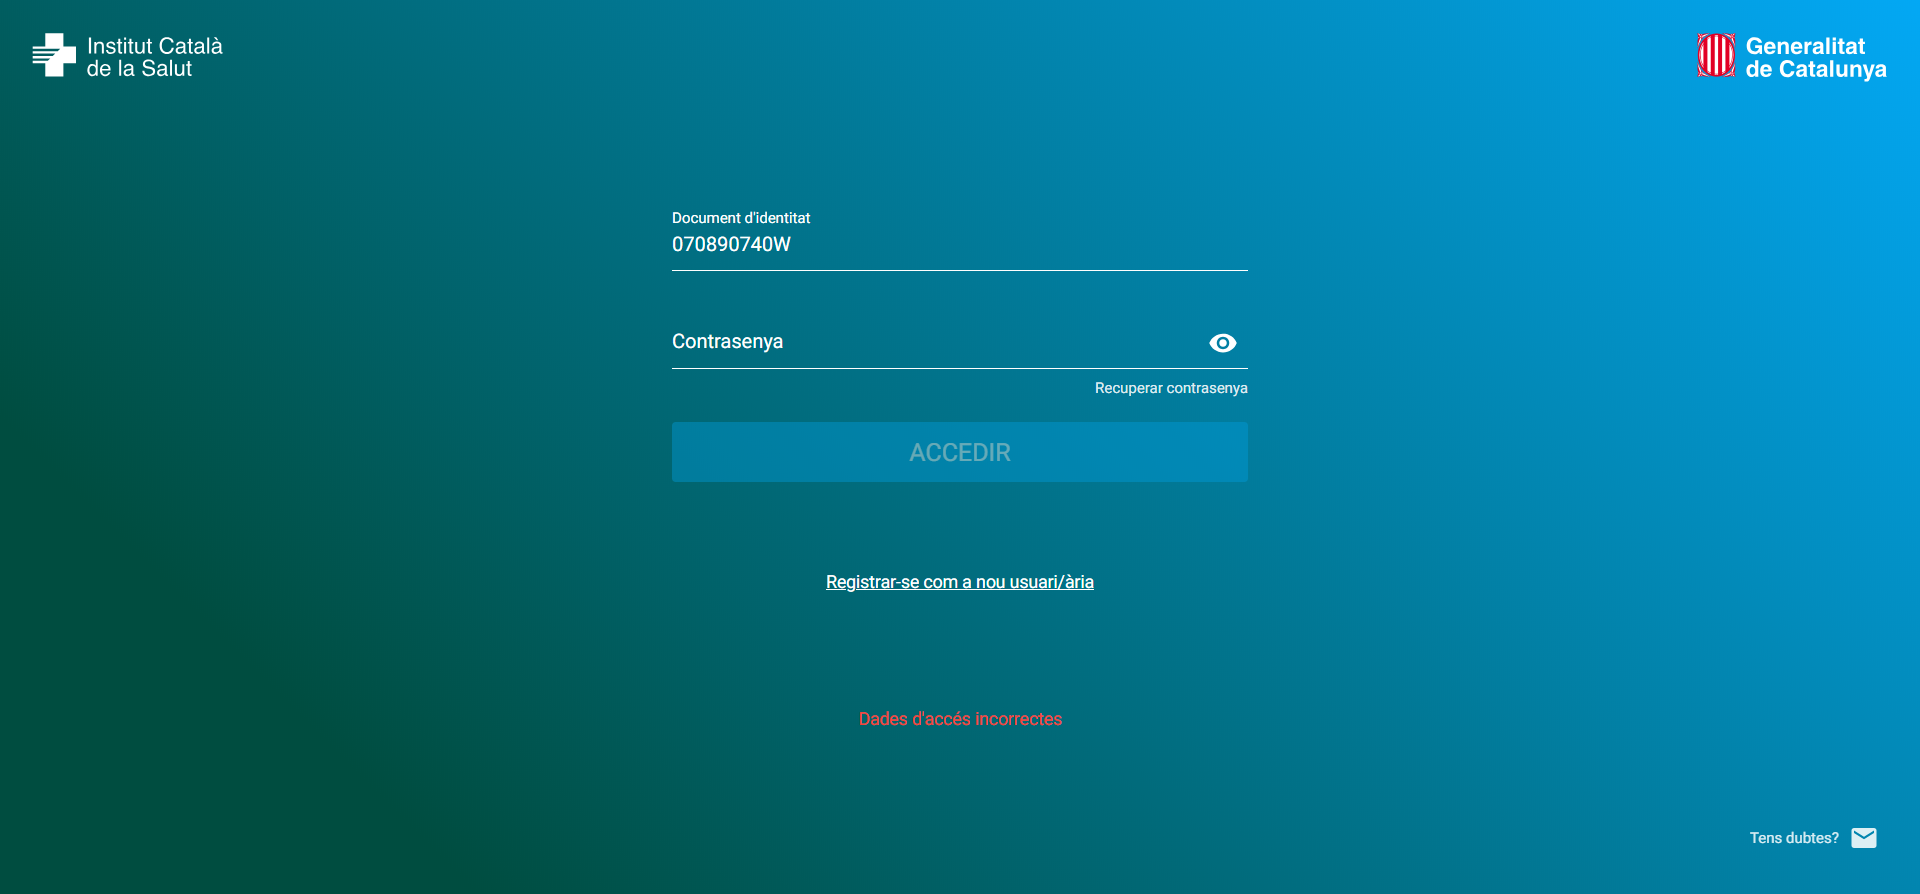 Institut Català
de la Salut
Generalitat
de Catalunya
Document d'identitat
070890740W
Contrasenya
Recuperar contrasenya
ACCEDIR
Registrar-se com a nou usuari/ària
Dades d'accés incorrectes
Tens dubtes?